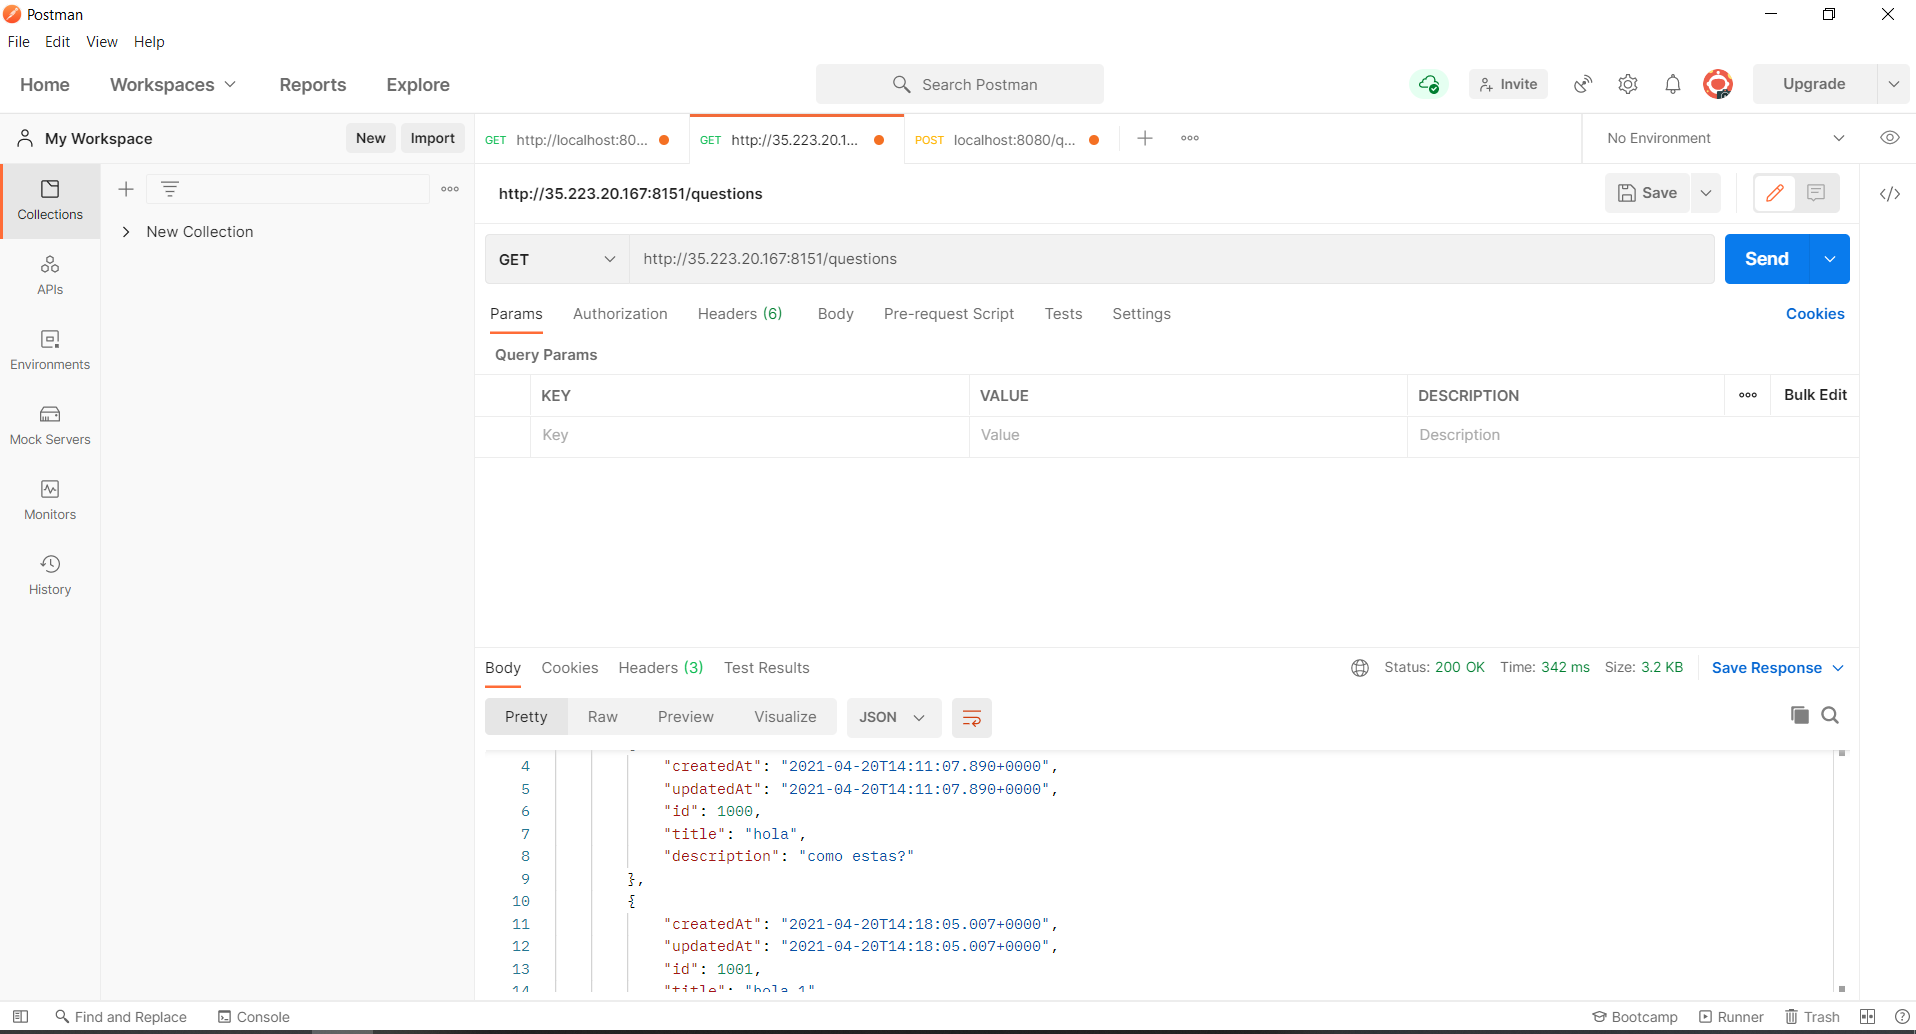 Postman
File Edit View Help
Home Workspaces Reports Explore Search Postman Invite Upgrade
My Workspace New Import GET http://localhost:80... GET http://35.223.20.1... POST localhost:8080/q... No Environment
Collections
APIs
Environments
Mock Servers
Monitors
History
New Collection
http://35.223.20.167:8151/questions Save
GET http://35.223.20.167:8151/questions Send
Params Authorization Headers (6) Body Pre-request Script Tests Settings Cookies
Query Params
KEY VALUE DESCRIPTION Bulk Edit
Key Value Description
Body Cookies Headers (3) Test Results Status: 200 OK Time: 342 ms Size: 3.2 KB Save Response
Pretty Raw Preview Visualize JSON
4 "createdAt": "2021-04-20T14:11:07.890+0000",
5 "updatedAt": "2021-04-20T14:11:07.890+0000",
6 "id": 1000,
7 "title": "hola",
8 "description": "como estas?"
9 },
10 {
11 "createdAt": "2021-04-20T14:18:05.007+0000",
12 "updatedAt": "2021-04-20T14:18:05.007+0000",
13 "id": 1001,
14 "title": "hola 1"
Find and Replace Console Bootcamp Runner Trash